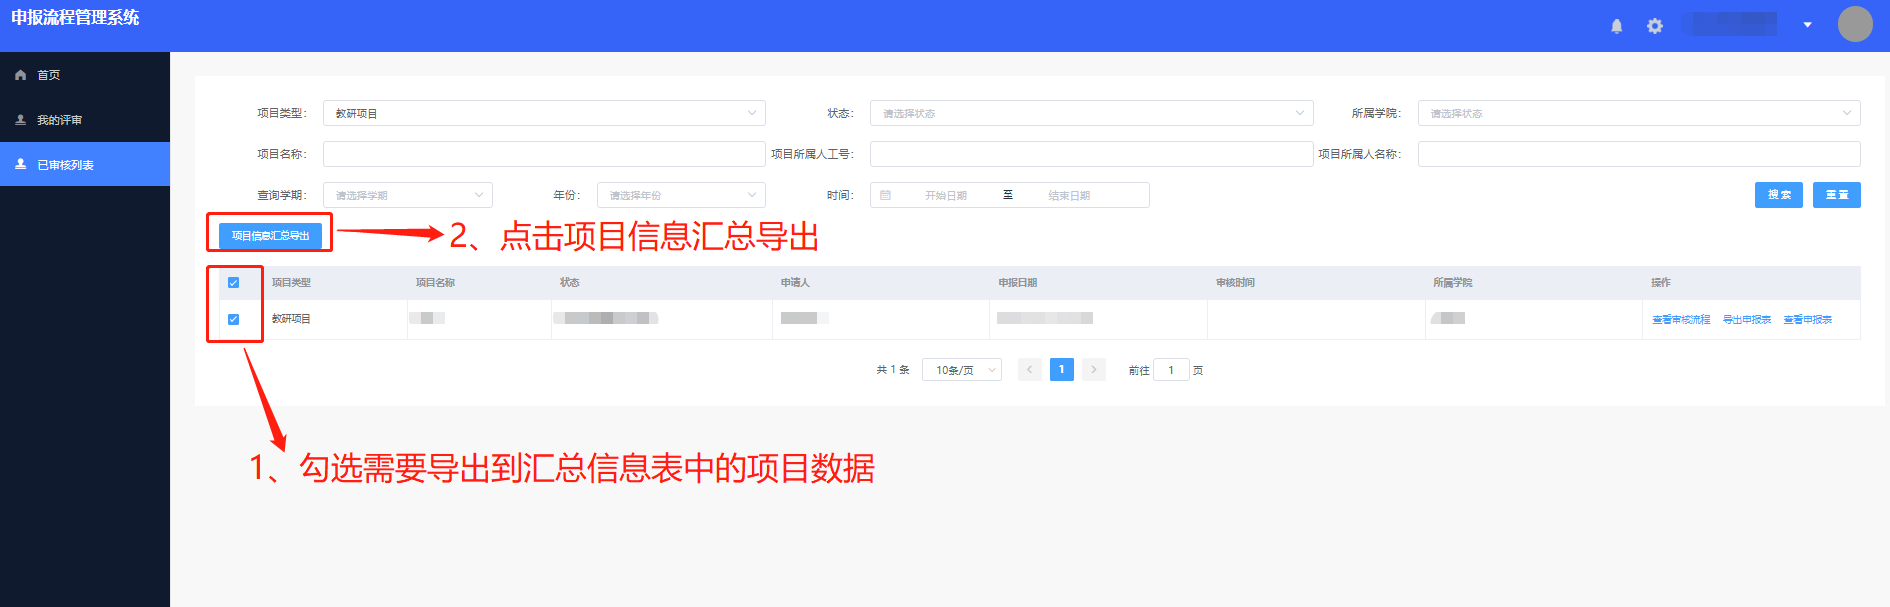 申报流程管理系统
首页
我的评审
已审核列表
项目类型： 教研项目 状态： 请选择状态 所属学院： 请选择状态
项目名称： 项目所属人工号： 项目所属人名称：
查询学期： 请选择学期 年份： 请选择年份 时间： 开始日期 至 结束日期 搜索 重置
项目信息汇总导出
2、点击项目信息汇总导出
项目类型 项目名称 状态 申请人 申报日期 审核时间 所属学院 操作
教研项目 查看审核流程 导出申报表 查看申报表
共 1 条 10条/页 1 前往 1 页
1、勾选需要导出到汇总信息表中的项目数据